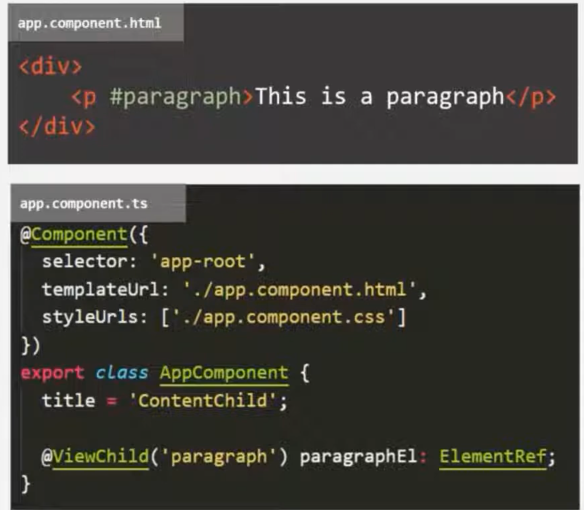 app.component.html
<div>
    <p #paragraph>This is a paragraph</p>
</div>
app.component.ts
@Component({
  selector: 'app-root',
  templateUrl: './app.component.html',
  styleUrls: ['./app.component.css']
})
export class AppComponent {
  title = 'ContentChild';

  @ViewChild('paragraph') paragraphEl: ElementRef;
}